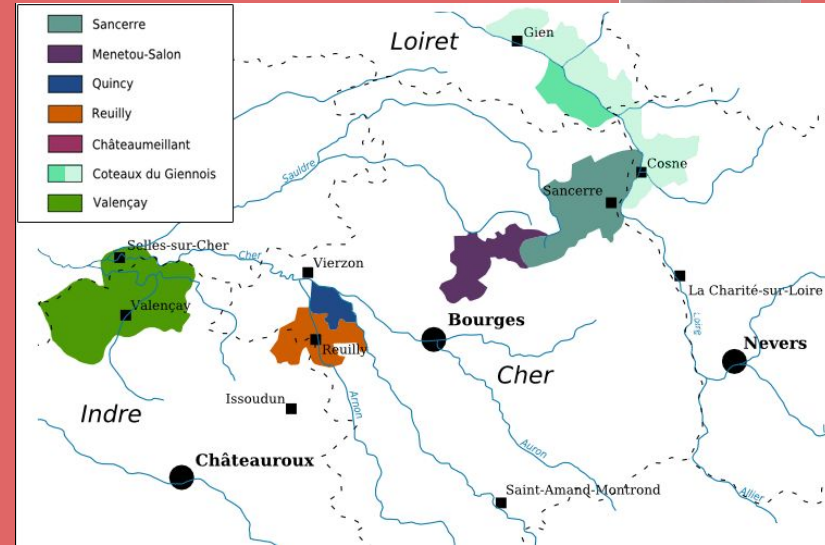 Sancerre
Menetou-Salon
Quincy
Reuilly
Châteaumeillant
Coteaux du Giennois
Valençay
Loiret
Gien
Sauldre
Cosne
Sancerre
Selles-sur-Cher
Cher
Vierzon
La Charité-sur-Loire
Valençay
Bourges
Loire
Nevers
Reuilly
Cher
Issoudun
Arnon
Indre
Châteauroux
Auron
Saint-Amand-Montrond
Allier